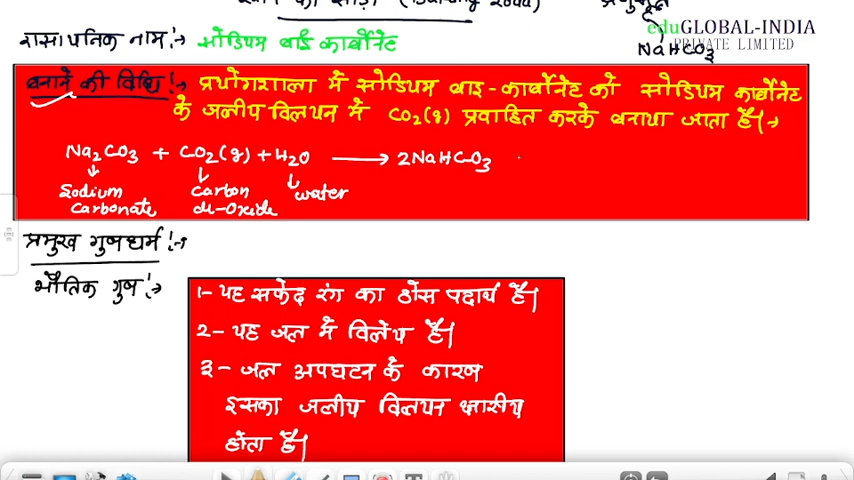 (Baking Soda)
eduGLOBAL-INDIA
PRIVATE LIMITED
रासायनिक नाम:- सोडियम बाई कार्बोनेट
NaHCO3
बनाने की विधि:- प्रयोगशाला में सोडियम बाइ-कार्बोनेट को सोडियम कार्बोनेट
के जलीय विलयन में CO2(g) प्रवाहित करके बनाया जाता है।→
Na2CO3 + CO2(g) + H2O → 2NaHCO3
Sodium Carbonate
Carbon di-Oxide
water
प्रमुख गुणधर्म:-
भौतिक गुण:-
1- यह सफेद रंग का ठोस पदार्थ है।
2- यह जल में विलेय है।
3- जल अपघटन के कारण
इसका जलीय विलयन क्षारीय
होता है।